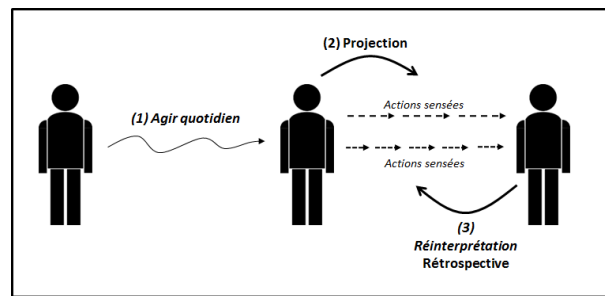 (2) Projection
(1) Agir quotidien
Actions sensées
Actions sensées
(3)
Réinterprétation
Rétrospective